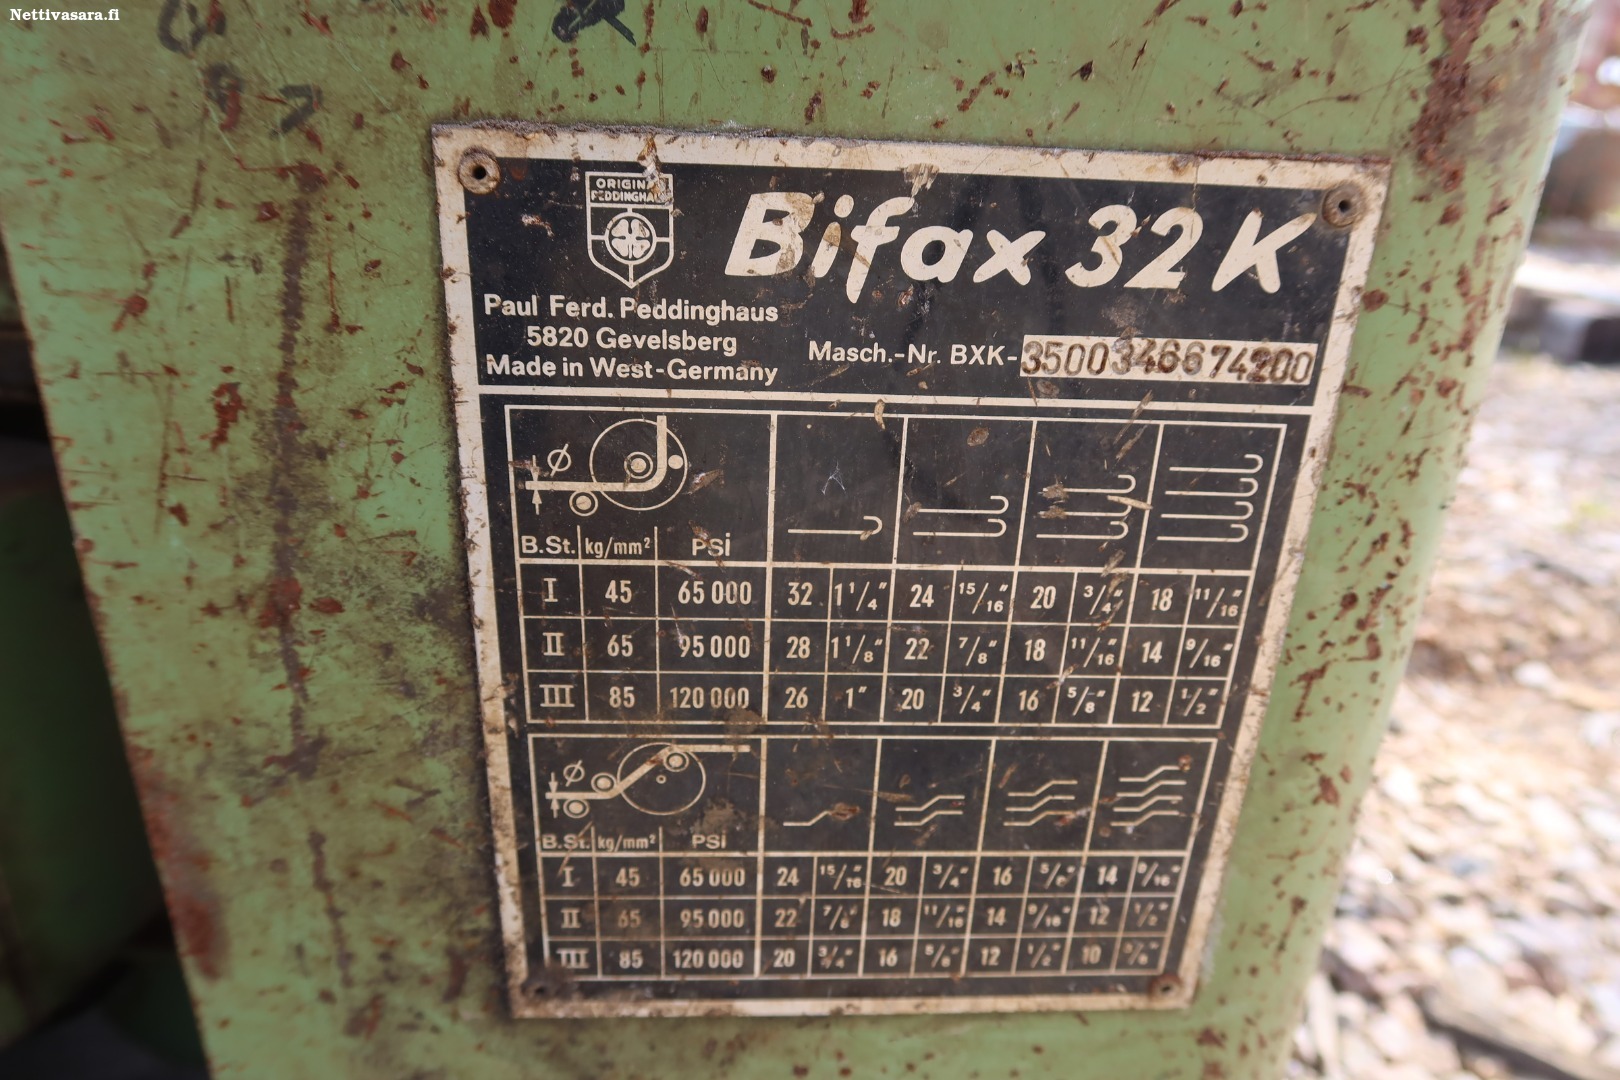 Nettivasara.fi
ORIGINAL
PEDDINGHAUS
Bifax 32 K
Paul Ferd. Peddinghaus
5820 Gevelsberg
Made in West-Germany
Masch.-Nr. BXK-3500346674200
Ø
B.St. kg/mm² PSi
I 45 65 000 32 1 1/4" 24 15/16" 20 3/4" 18 11/16"
II 65 95 000 28 1 1/8" 22 7/8" 18 11/16" 14 9/16"
III 85 120 000 26 1" 20 3/4" 16 5/8" 12 1/2"
Ø
B.St. kg/mm² PSi
I 45 65 000 24 15/16" 20 3/4" 16 5/8" 14 9/16"
II 65 95 000 22 7/8" 18 11/16" 14 9/16" 12 1/2"
III 85 120 000 20 3/4" 16 5/8" 12 1/2" 10